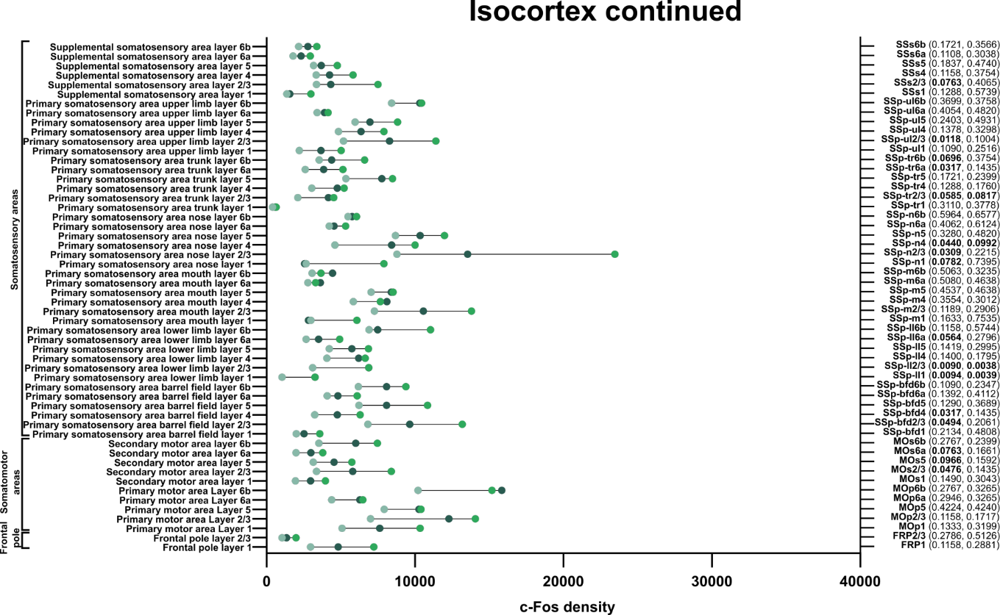 Isocortex continued
Supplemental somatosensory area layer 6b SSs6b (0.1721, 0.3566)
Supplemental somatosensory area layer 6a SSs6a (0.1108, 0.3038)
Supplemental somatosensory area layer 5 SSs5 (0.1837, 0.4740)
Supplemental somatosensory area layer 4 SSs4 (0.1158, 0.3754)
Supplemental somatosensory area layer 2/3 SSs2/3 (0.0763, 0.4065)
Supplemental somatosensory area layer 1 SSs1 (0.1288, 0.5739)
Primary somatosensory area upper limb layer 6b SSp-ul6b (0.3699, 0.3758)
Primary somatosensory area upper limb layer 6a SSp-ul6a (0.4054, 0.4820)
Primary somatosensory area upper limb layer 5 SSp-ul5 (0.2403, 0.4931)
Primary somatosensory area upper limb layer 4 SSp-ul4 (0.1378, 0.3298)
Primary somatosensory area upper limb layer 2/3 SSp-ul2/3 (0.0118, 0.1004)
Primary somatosensory area upper limb layer 1 SSp-ul1 (0.1090, 0.2516)
Primary somatosensory area trunk layer 6b SSp-tr6b (0.0696, 0.3754)
Primary somatosensory area trunk layer 6a SSp-tr6a (0.0317, 0.1435)
Primary somatosensory area trunk layer 5 SSp-tr5 (0.1721, 0.2399)
Primary somatosensory area trunk layer 4 SSp-tr4 (0.1288, 0.1760)
Primary somatosensory area trunk layer 2/3 SSp-tr2/3 (0.0585, 0.0817)
Primary somatosensory area trunk layer 1 SSp-tr1 (0.3110, 0.3778)
Primary somatosensory area nose layer 6b SSp-n6b (0.5964, 0.6577)
Primary somatosensory area nose layer 6a SSp-n6a (0.4062, 0.6124)
Primary somatosensory area nose layer 5 SSp-n5 (0.3280, 0.4820)
Primary somatosensory area nose layer 4 SSp-n4 (0.0440, 0.0992)
Primary somatosensory area nose layer 2/3 SSp-n2/3 (0.0309, 0.2215)
Primary somatosensory area nose layer 1 SSp-n1 (0.0782, 0.7395)
Primary somatosensory area mouth layer 6b SSp-m6b (0.5063, 0.3235)
Primary somatosensory area mouth layer 6a SSp-m6a (0.5080, 0.4638)
Primary somatosensory area mouth layer 5 SSp-m5 (0.4537, 0.4638)
Primary somatosensory area mouth layer 4 SSp-m4 (0.3554, 0.3012)
Primary somatosensory area mouth layer 2/3 SSp-m2/3 (0.1189, 0.2906)
Primary somatosensory area mouth layer 1 SSp-m1 (0.1633, 0.7535)
Primary somatosensory area lower limb layer 6b SSp-ll6b (0.1158, 0.5744)
Primary somatosensory area lower limb layer 6a SSp-ll6a (0.0564, 0.2796)
Primary somatosensory area lower limb layer 5 SSp-ll5 (0.1419, 0.2995)
Primary somatosensory area lower limb layer 4 SSp-ll4 (0.1400, 0.1795)
Primary somatosensory area lower limb layer 2/3 SSp-ll2/3 (0.0090, 0.0038)
Primary somatosensory area lower limb layer 1 SSp-ll1 (0.0094, 0.0039)
Primary somatosensory area barrel field layer 6b SSp-bfd6b (0.1090, 0.2347)
Primary somatosensory area barrel field layer 6a SSp-bfd6a (0.1392, 0.4112)
Primary somatosensory area barrel field layer 5 SSp-bfd5 (0.1290, 0.3689)
Primary somatosensory area barrel field layer 4 SSp-bfd4 (0.0317, 0.1435)
Primary somatosensory area barrel field layer 2/3 SSp-bfd2/3 (0.0494, 0.2061)
Primary somatosensory area barrel field layer 1 SSp-bfd1 (0.2134, 0.4808)
Secondary motor area layer 6b MOs6b (0.2767, 0.2399)
Secondary motor area layer 6a MOs6a (0.0763, 0.1661)
Secondary motor area layer 5 MOs5 (0.0966, 0.1592)
Secondary motor area layer 2/3 MOs2/3 (0.0476, 0.1435)
Secondary motor area layer 1 MOs1 (0.1490, 0.3043)
Primary motor area Layer 6b MOp6b (0.2767, 0.3265)
Primary motor area Layer 6a MOp6a (0.2946, 0.3265)
Primary motor area Layer 5 MOp5 (0.4224, 0.4240)
Primary motor area Layer 2/3 MOp2/3 (0.1158, 0.1717)
Primary motor area Layer 1 MOp1 (0.1333, 0.3199)
Frontal pole layer 2/3 FRP2/3 (0.2786, 0.5126)
Frontal pole layer 1 FRP1 (0.1158, 0.2881)
Somatosensory areas
Somatomotor
areas
Frontal
pole
0 10000 20000 30000 40000
c-Fos density